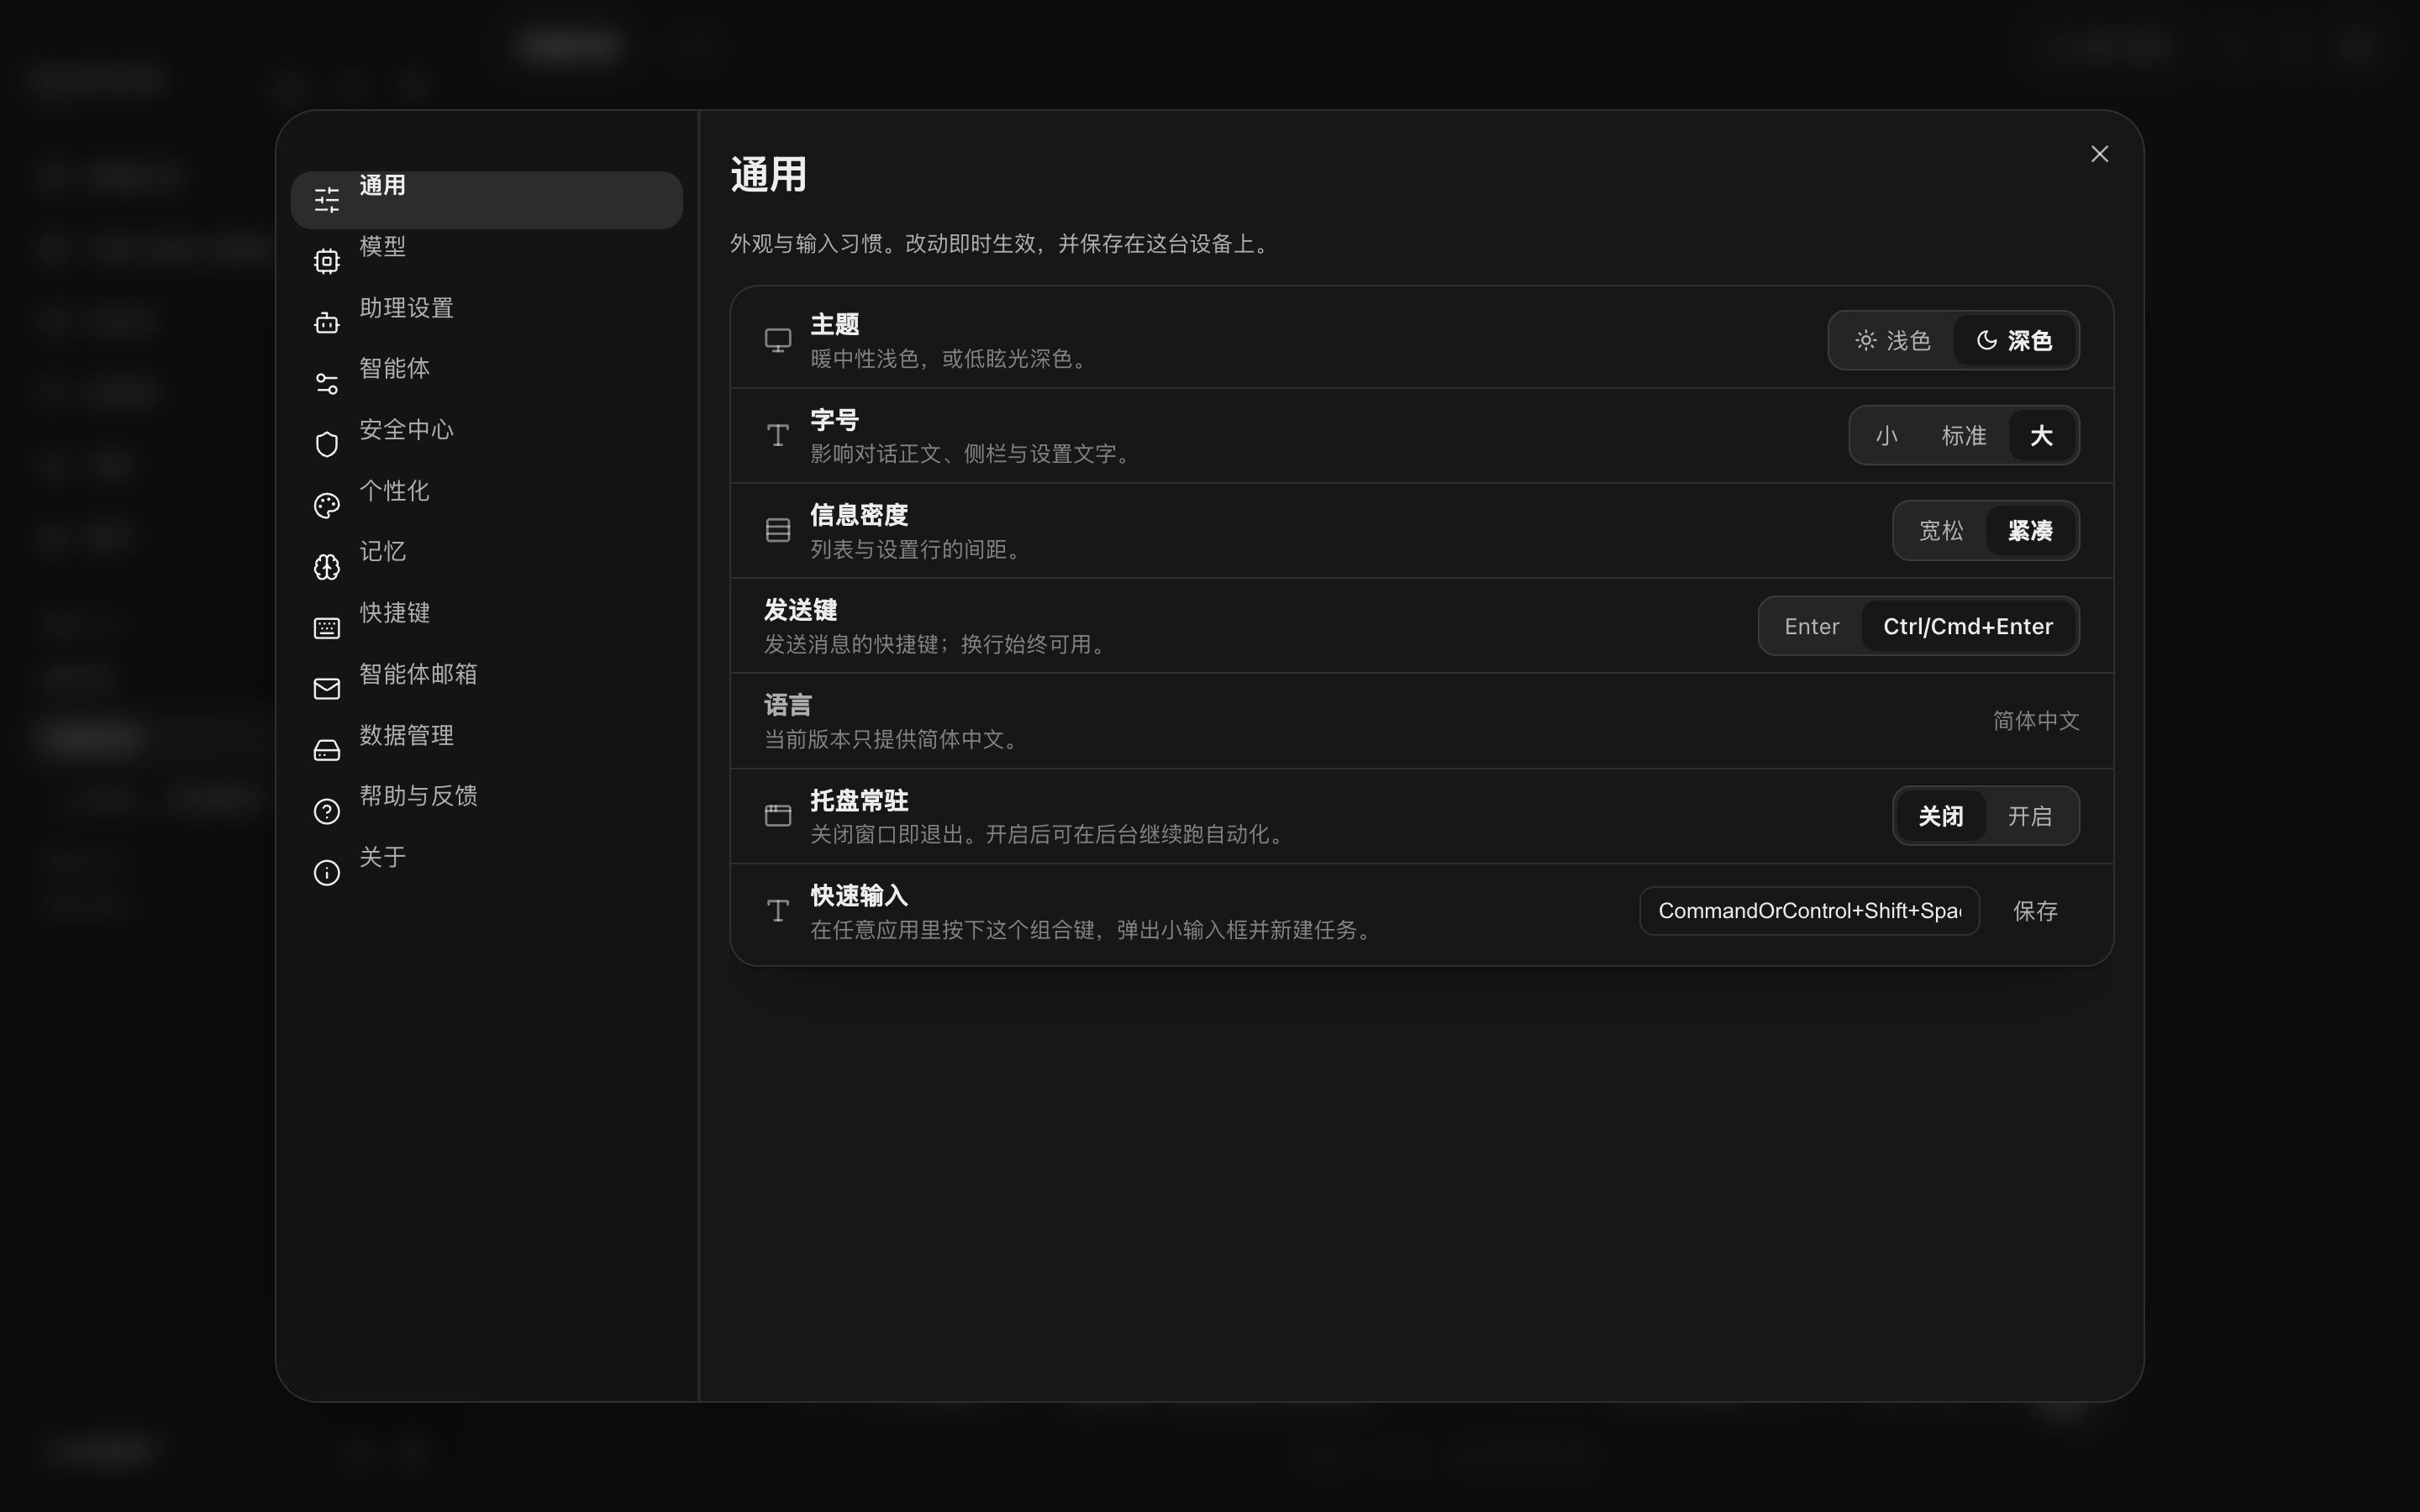 通用
模型
助理设置
智能体
安全中心
个性化
记忆
快捷键
智能体邮箱
数据管理
帮助与反馈
关于
通用
外观与输入习惯。改动即时生效，并保存在这台设备上。
主题
暖中性浅色，或低眩光深色。
浅色 深色
字号
影响对话正文、侧栏与设置文字。
小 标准 大
信息密度
列表与设置行的间距。
宽松 紧凑
发送键
发送消息的快捷键；换行始终可用。
Enter Ctrl/Cmd+Enter
语言
当前版本只提供简体中文。
简体中文
托盘常驻
关闭窗口即退出。开启后可在后台继续跑自动化。
关闭 开启
快速输入
在任意应用里按下这个组合键，弹出小输入框并新建任务。
CommandOrControl+Shift+Spa 保存